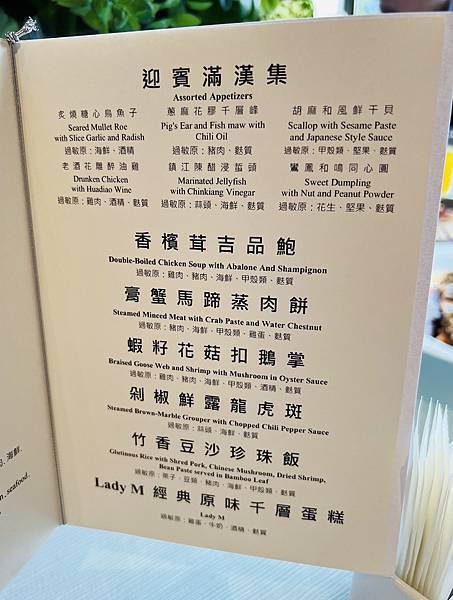 迎賓滿漢集
Assorted Appetizers
炙燒糖心烏魚子
Seared Mullet Roe
with Slice Garlic and Radish
過敏原：海鮮、酒精
蔥麻花膠千層峰
Pig's Ear and Fish maw with
Chili Oil
過敏原：豬肉、麩質
胡麻和風鮮干貝
Scallop with Sesame Paste
and Japanese Style Sauce
過敏原：甲殼類、堅果、麩質
老酒花雕醉油雞
Drunken Chicken
with Huadiao Wine
過敏原：雞肉、酒精、麩質
鎮江陳醋浸蜇頭
Marinated Jellyfish
with Chinkiang Vinegar
過敏原：蒜頭、海鮮、麩質
鸞鳳和鳴同心圓
Sweet Dumpling
with Nut and Peanut Powder
過敏原：花生、堅果、麩質
香檳茸吉品鮑
Double-Boiled Chicken Soup with Abalone And Shampignon
過敏原：雞肉、豬肉、海鮮、甲殼類、麩質
膏蟹馬蹄蒸肉餅
Steamed Minced Meat with Crab Paste and Water Chestnut
過敏原：豬肉、海鮮、甲殼類、雞蛋、麩質
蝦籽花菇扣鵝掌
Braised Goose Web and Shrimp with Mushroom in Oyster Sauce
過敏原：雞肉、豬肉、海鮮、甲殼類、酒精、麩質
剁椒鮮露龍虎斑
Steamed Brown-Marble Grouper with Chopped Chili Pepper Sauce
過敏原：蒜頭、海鮮、麩質
竹香豆沙珍珠飯
Glutinous Rice with Shred Pork, Chinese Mushroom, Dried Shrimp,
Bean Paste served in Bamboo Leaf
過敏原：栗子、豆類、豬肉、海鮮、甲殼類、麩質
Lady M 經典原味千層蛋糕
Lady M
過敏原：雞蛋、牛奶、酒精、麩質
海鮮、
seafood,